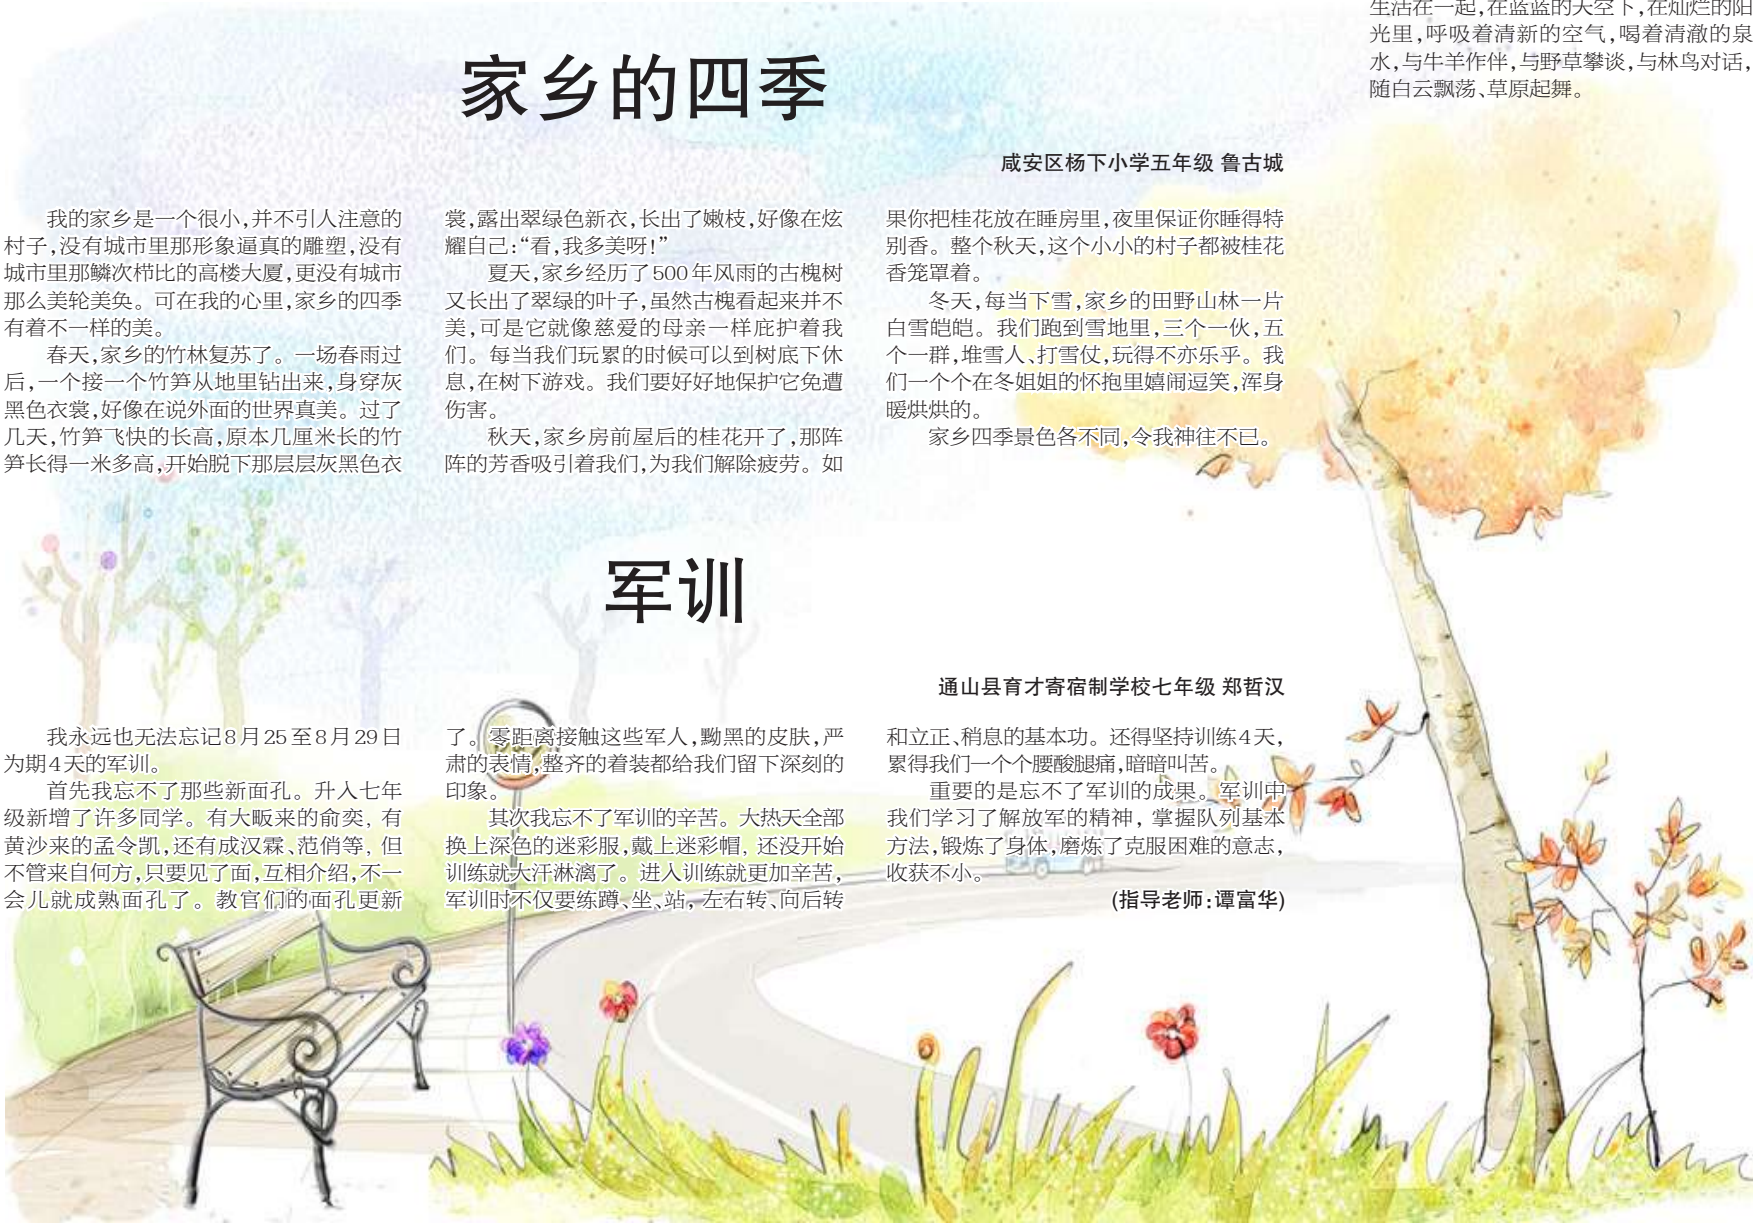 生活在一起,在蓝蓝的天空下,在灿烂的阳
光里,呼吸着清新的空气,喝着清澈的泉
水,与牛羊作伴,与野草攀谈,与林鸟对话,
随白云飘荡、草原起舞。
家乡的四季
咸安区杨下小学五年级 鲁古城
我的家乡是一个很小,并不引人注意的
村子,没有城市里那形象逼真的雕塑,没有
城市里那鳞次栉比的高楼大厦,更没有城市
那么美轮美奂。可在我的心里,家乡的四季
有着不一样的美。
春天,家乡的竹林复苏了。一场春雨过
后,一个接一个竹笋从地里钻出来,身穿灰
黑色衣裳,好像在说外面的世界真美。过了
几天,竹笋飞快的长高,原本几厘米长的竹
笋长得一米多高,开始脱下那层层灰黑色衣
裳,露出翠绿色新衣,长出了嫩枝,好像在炫
耀自己:“看,我多美呀!”
夏天,家乡经历了500年风雨的古槐树
又长出了翠绿的叶子,虽然古槐看起来并不
美,可是它就像慈爱的母亲一样庇护着我
们。每当我们玩累的时候可以到树底下休
息,在树下游戏。我们要好好地保护它免遭
伤害。
秋天,家乡房前屋后的桂花开了,那阵
阵的芳香吸引着我们,为我们解除疲劳。如
果你把桂花放在睡房里,夜里保证你睡得特
别香。整个秋天,这个小小的村子都被桂花
香笼罩着。
冬天,每当下雪,家乡的田野山林一片
白雪皑皑。我们跑到雪地里,三个一伙,五
个一群,堆雪人、打雪仗,玩得不亦乐乎。我
们一个个在冬姐姐的怀抱里嬉闹逗笑,浑身
暖烘烘的。
家乡四季景色各不同,令我神往不已。
军训
通山县育才寄宿制学校七年级 郑哲汉
我永远也无法忘记8月25至8月29日
为期4天的军训。
首先我忘不了那些新面孔。升入七年
级新增了许多同学。有大畈来的俞奕,有
黄沙来的孟令凯,还有成汉霖、范俏等,但
不管来自何方,只要见了面,互相介绍,不一
会儿就成熟面孔了。教官们的面孔更新
了。零距离接触这些军人,黝黑的皮肤,严
肃的表情,整齐的着装都给我们留下深刻的
印象。
其次我忘不了军训的辛苦。大热天全部
换上深色的迷彩服,戴上迷彩帽,还没开始
训练就大汗淋漓了。进入训练就更加辛苦,
军训时不仅要练蹲、坐、站,左右转、向后转
和立正、稍息的基本功。还得坚持训练4天,
累得我们一个个腰酸腿痛,暗暗叫苦。
重要的是忘不了军训的成果。军训中
我们学习了解放军的精神,掌握队列基本
方法,锻炼了身体,磨炼了克服困难的意志,
收获不小。
(指导老师:谭富华)